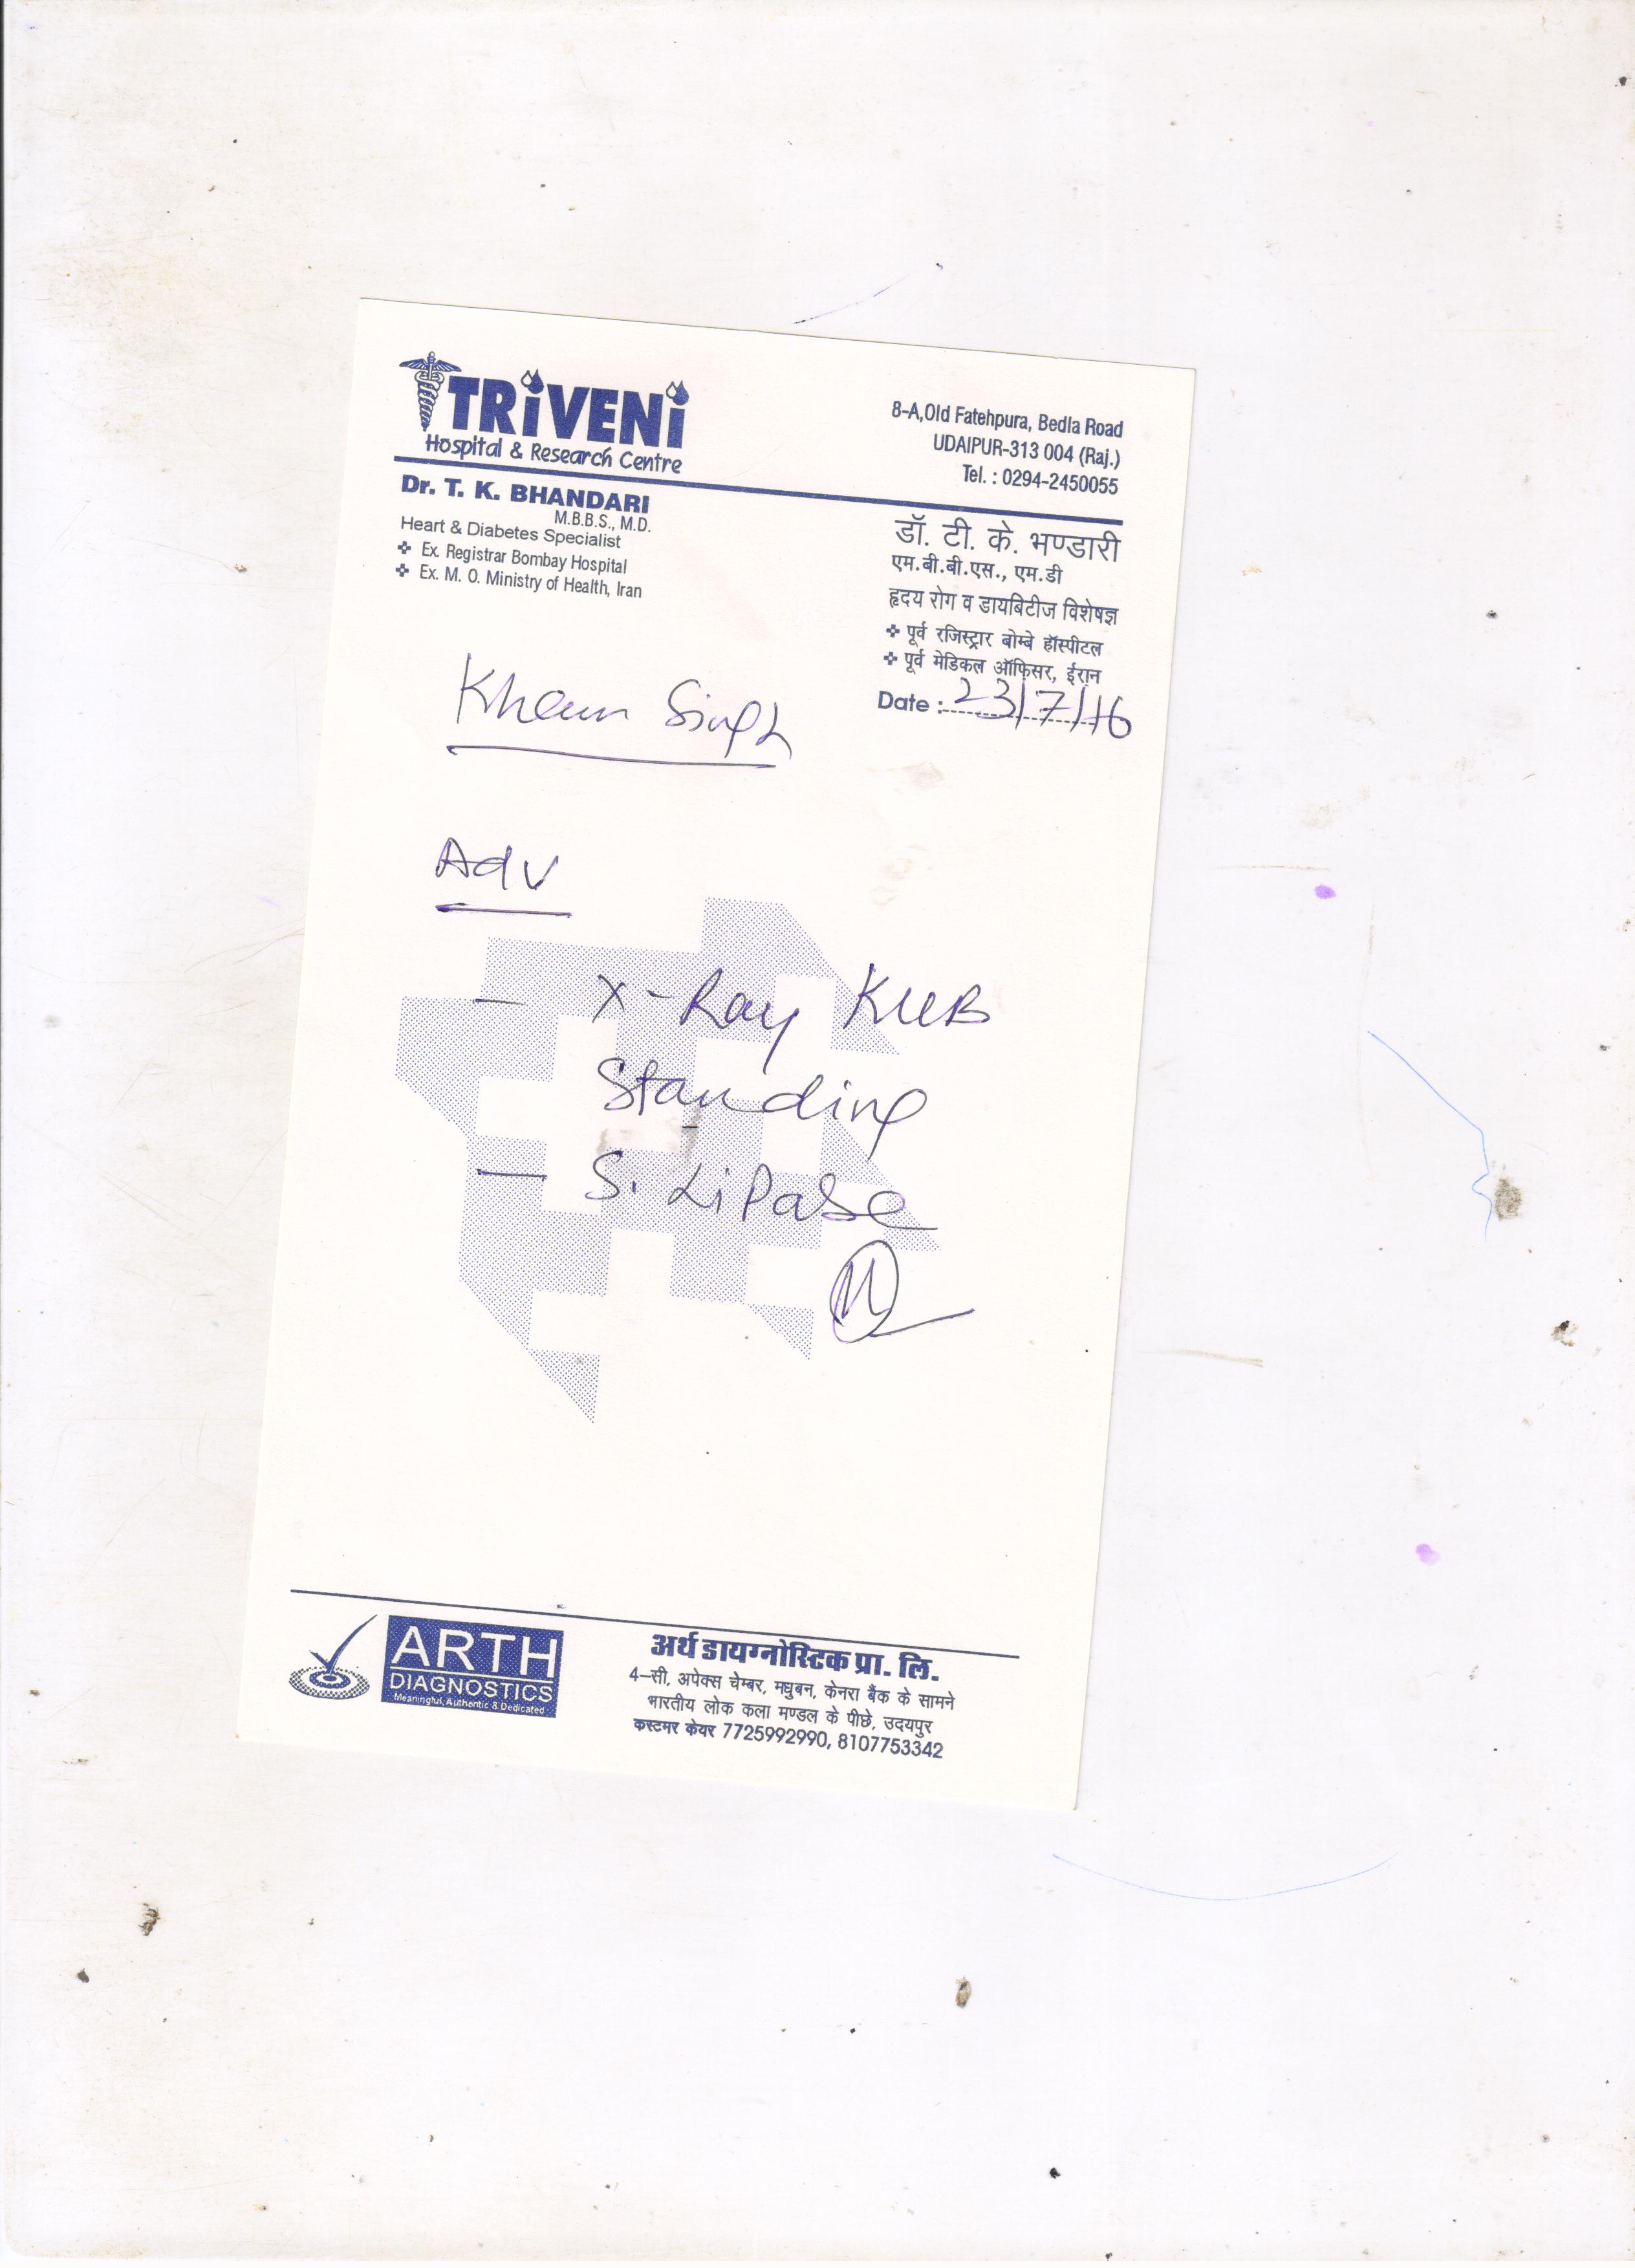 TRiVENi
Hospital & Research Centre
8-A,Old Fatehpura, Bedla Road
UDAIPUR-313 004 (Raj.)
Tel. : 0294-2450055
Dr. T. K. BHANDARI
M.B.B.S., M.D.
Heart & Diabetes Specialist
❖ Ex. Registrar Bombay Hospital
❖ Ex. M. O. Ministry of Health, Iran
डॉ. टी. के. भण्डारी
एम.बी.बी.एस., एम.डी
हृदय रोग व डायबिटीज विशेषज्ञ
❖ पूर्व रजिस्ट्रार बोम्बे हॉस्पीटल
❖ पूर्व मेडिकल ऑफिसर, ईरान
Date : 23/7/16
Singh
Adv
- X-Ray KUB
Standing
- S. Lipase
ARTH
DIAGNOSTICS
Meaningful, Authentic & Dedicated
अर्थ डायग्नोस्टिक प्रा. लि.
4-सी, अपेक्स चेम्बर, मधुबन, केनरा बैंक के सामने
भारतीय लोक कला मण्डल के पीछे, उदयपुर
कस्टमर केयर 7725992990, 8107753342